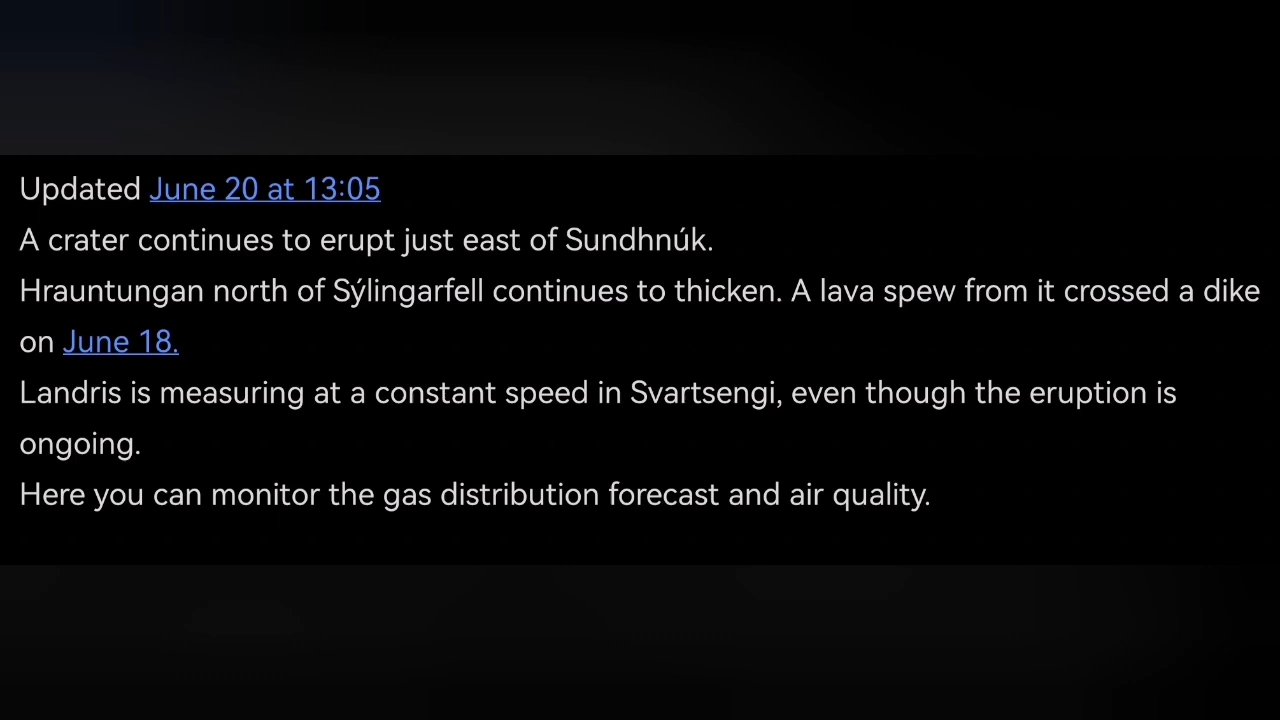 Updated June 20 at 13:05
A crater continues to erupt just east of Sundhnúk.
Hrauntungan north of Sýlingarfell continues to thicken. A lava spew from it crossed a dike
on June 18.
Landris is measuring at a constant speed in Svartsengi, even though the eruption is
ongoing.
Here you can monitor the gas distribution forecast and air quality.